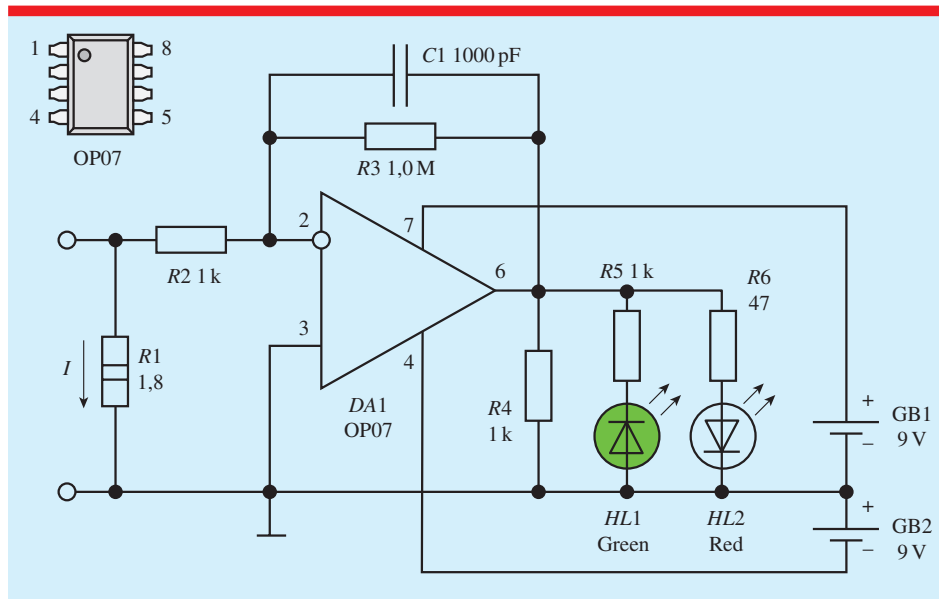 1
8
4
5
OP07
C1 1000 pF
R3 1,0 M
2
7
R2 1 k
6
R5 1 k
R6
47
3
4
I
R1
1,8
DA1
OP07
R4
1 k
+
GB1
–
9 V
+
GB2
–
9 V
HL1
Green
HL2
Red